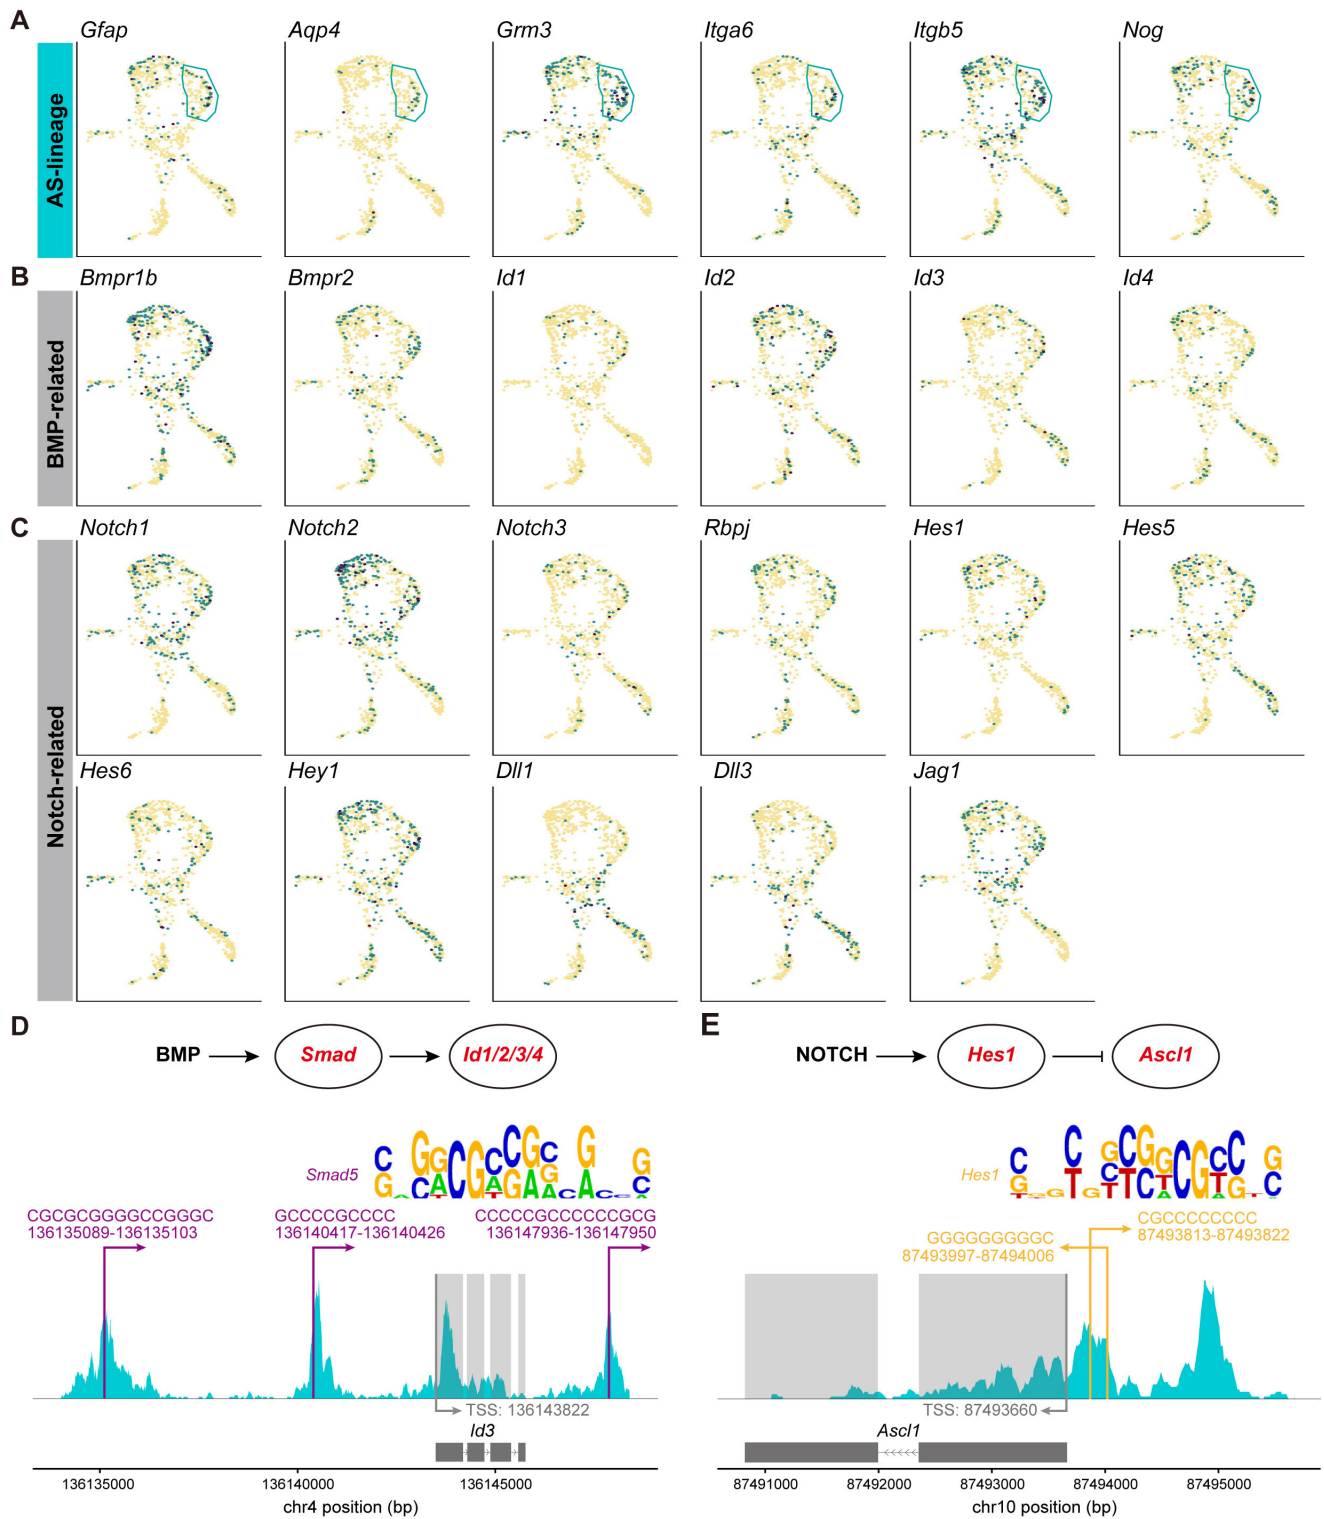 A
Gfap
Aqp4
Grm3
Itga6
Itgb5
Nog
AS-lineage
B
Bmpr1b
Bmpr2
Id1
Id2
Id3
Id4
BMP-related
C
Notch1
Notch2
Notch3
Rbpj
Hes1
Hes5
Notch-related
Hes6
Hey1
Dll1
Dll3
Jag1
D
BMP
Smad
Id1/2/3/4
Smad5
CGCGCGGGGCCGGGC
136135089-136135103
GCCCCGCCCC
136140417-136140426
CCCCCGCCCCCCGCG
136147936-136147950
TSS: 136143822
Id3
136135000
136140000
136145000
chr4 position (bp)
E
NOTCH
Hes1
Ascl1
Hes1
CGCCCCCCCC
87493813-87493822
GGGGGGGGGC
87493997-87494006
TSS: 87493660
Ascl1
87491000
87492000
87493000
87494000
87495000
chr10 position (bp)